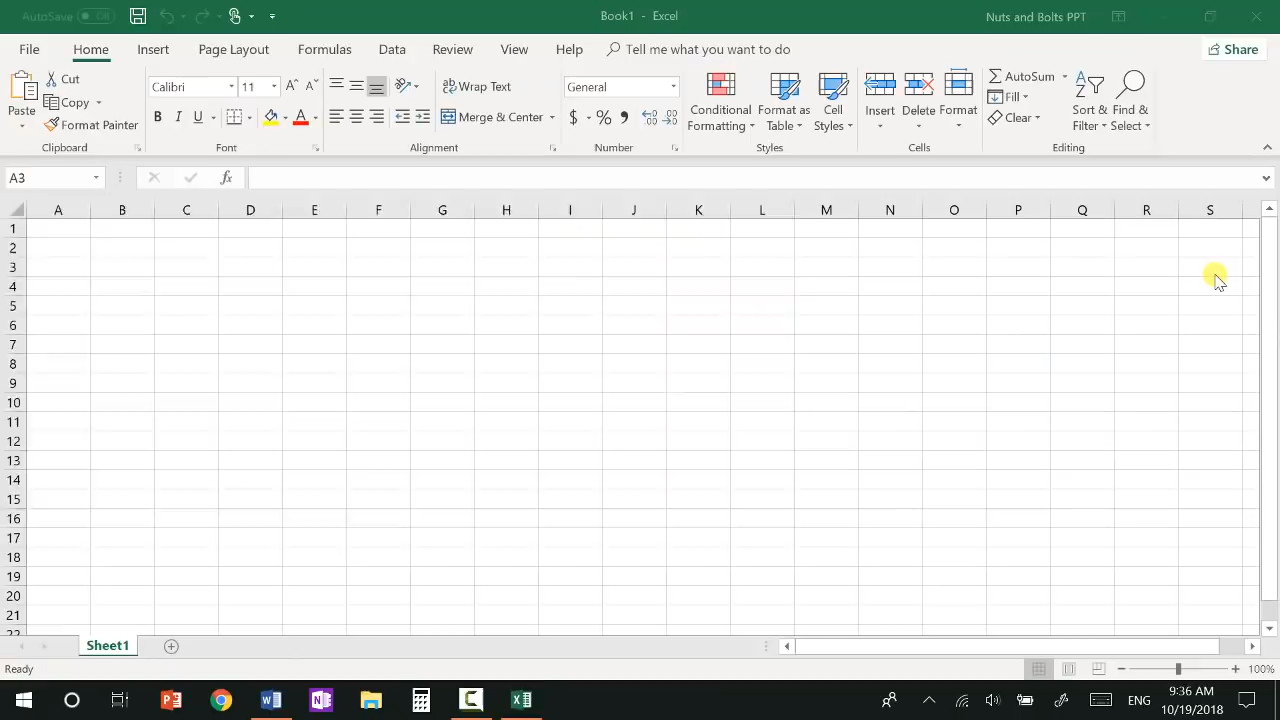 AutoSave Off
Book1 - Excel
Nuts and Bolts PPT
File Home Insert Page Layout Formulas Data Review View Help Tell me what you want to do Share
Paste
Cut
Copy
Format Painter
Clipboard
Calibri 11 A A
B I U A
Font
Wrap Text
Merge & Center
Alignment
General
$ % , .00
Number
Conditional Formatting
Format as Table
Cell Styles
Styles
Insert Delete Format
Cells
AutoSum
Fill
Clear
Sort & Filter
Find & Select
Editing
A3
fx
A B C D E F G H I J K L M N O P Q R S
1
2
3
4
5
6
7
8
9
10
11
12
13
14
15
16
17
18
19
20
21
22
Sheet1
Ready
100%
ENG
9:36 AM
10/19/2018